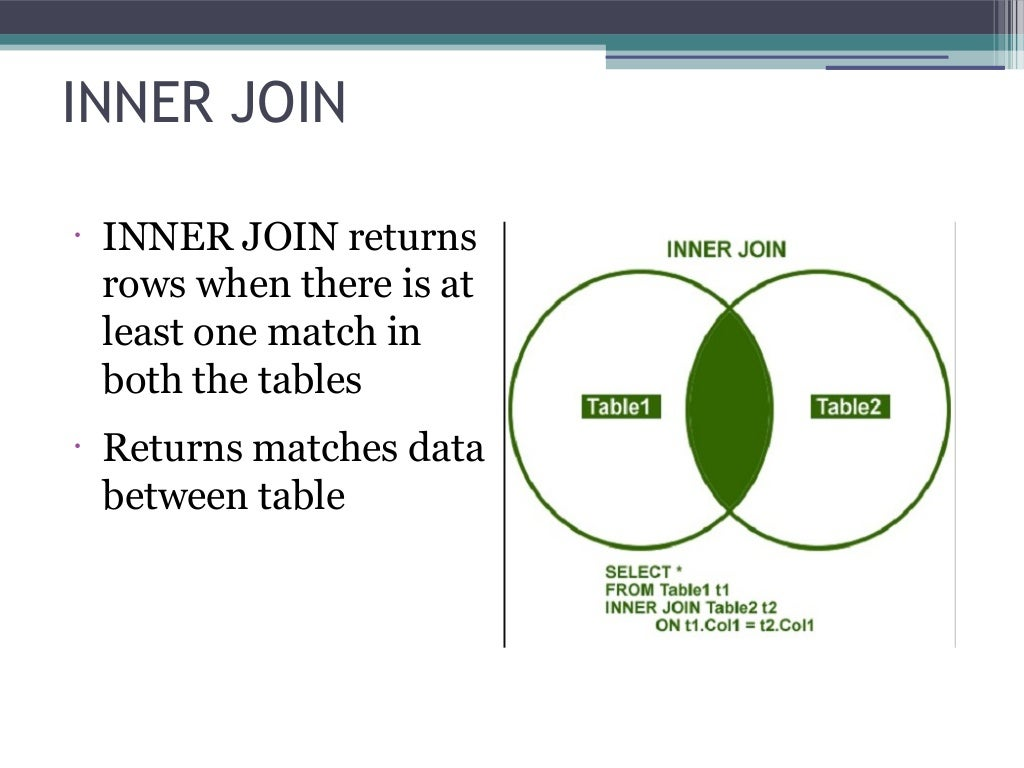 INNER JOIN
· INNER JOIN returns
rows when there is at
least one match in
both the tables
· Returns matches data
between table
INNER JOIN
Table1
Table2
SELECT *
FROM Table1 t1
INNER JOIN Table2 t2
ON t1.Col1 = t2.Col1